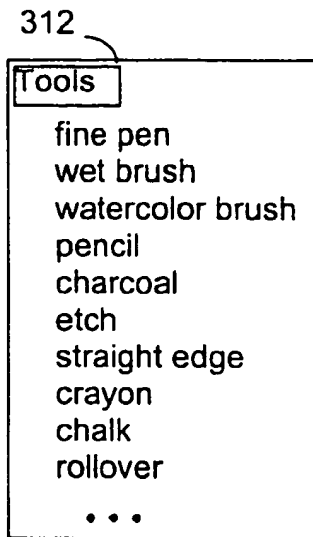 312
Tools
fine pen
wet brush
watercolor brush
pencil
charcoal
etch
straight edge
crayon
chalk
rollover
...